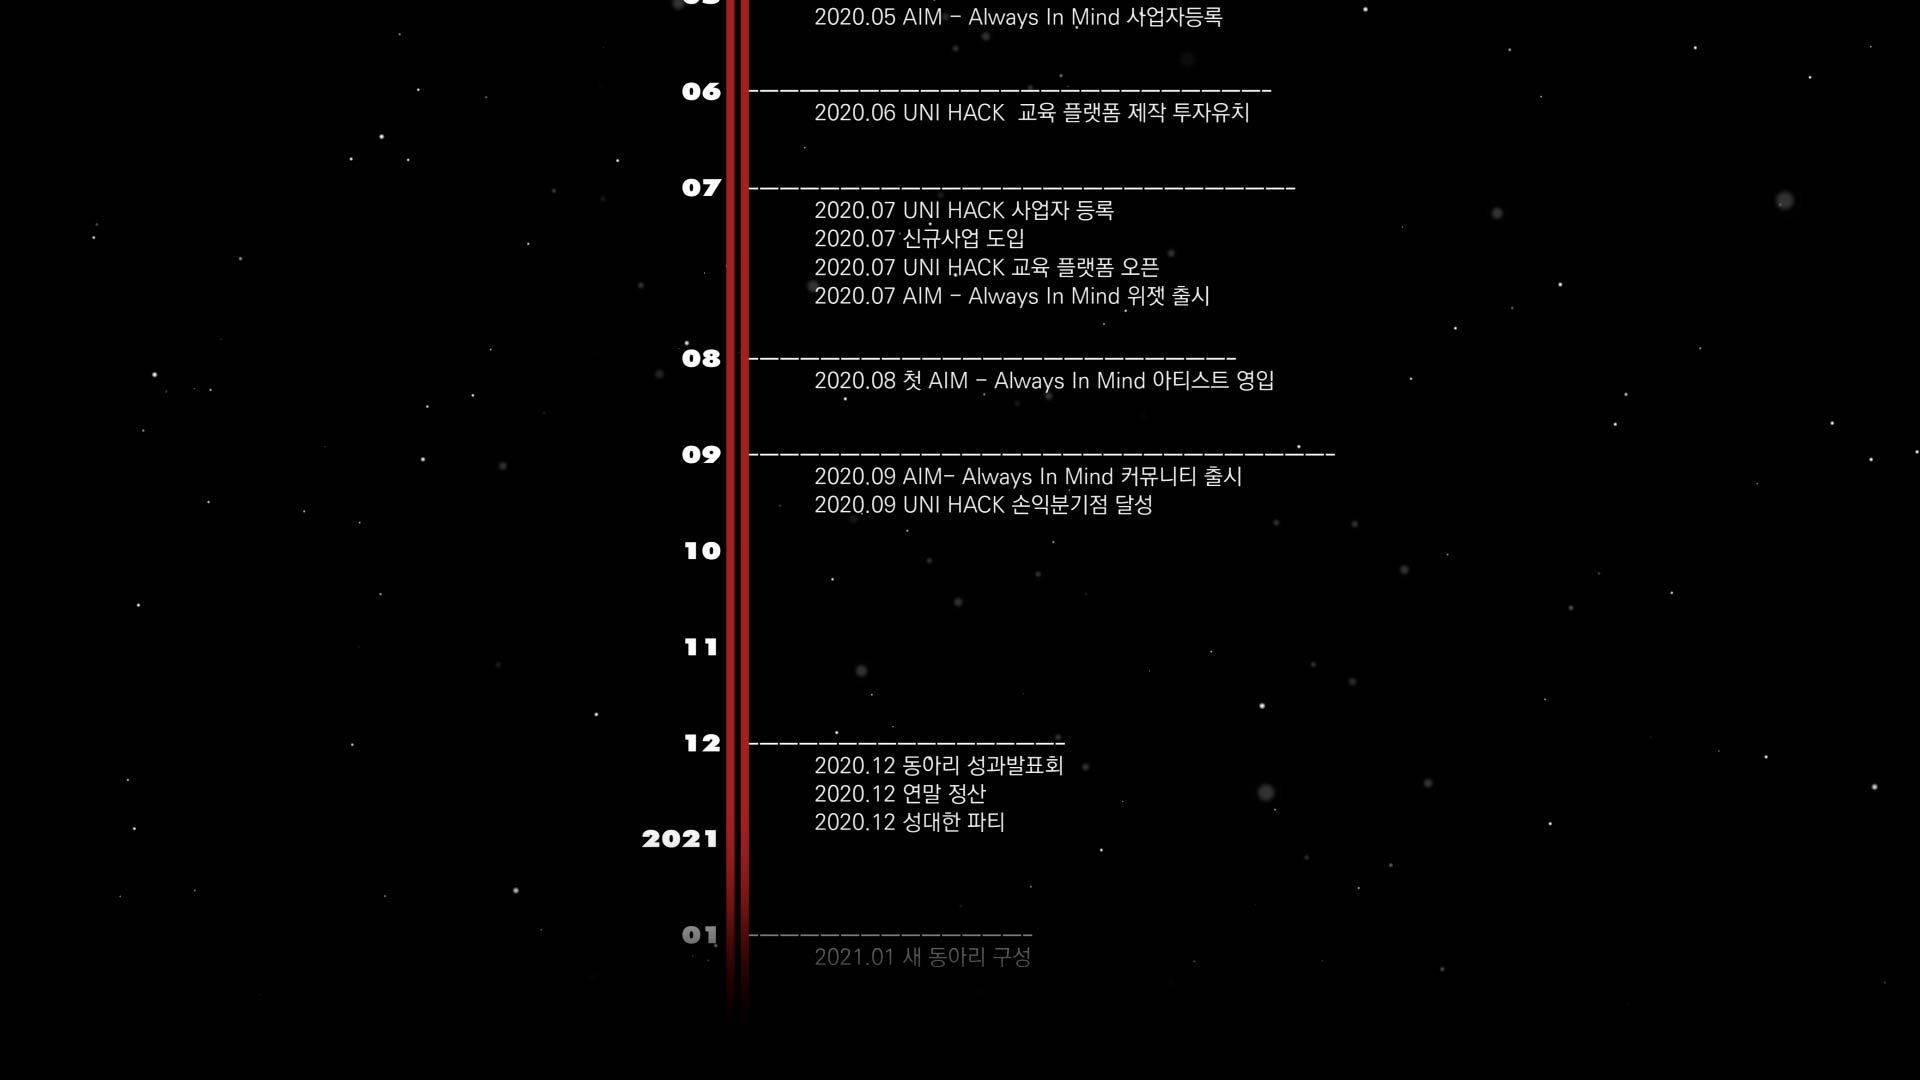 2020.05 AIM - Always In Mind 사업자등록
06
2020.06 UNI HACK 교육 플랫폼 제작 투자유치
07
2020.07 UNI HACK 사업자 등록
2020.07 신규사업 도입
2020.07 UNI HACK 교육 플랫폼 오픈
2020.07 AIM - Always In Mind 위젯 출시
08
2020.08 첫 AIM - Always In Mind 아티스트 영입
09
2020.09 AIM- Always In Mind 커뮤니티 출시
2020.09 UNI HACK 손익분기점 달성
10
11
12
2020.12 동아리 성과발표회
2020.12 연말 정산
2020.12 성대한 파티
2021
01
2021.01 새 동아리 구성